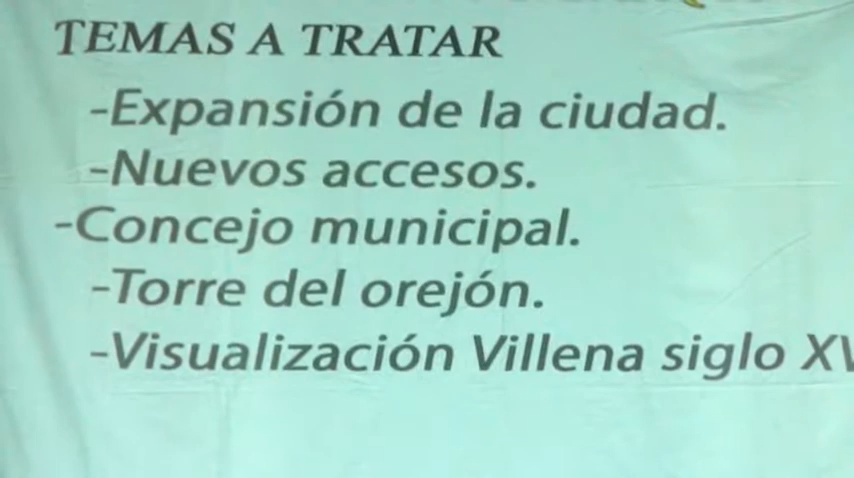 TEMAS A TRATAR
-Expansión de la ciudad.
-Nuevos accesos.
-Concejo municipal.
-Torre del orejón.
-Visualización Villena siglo